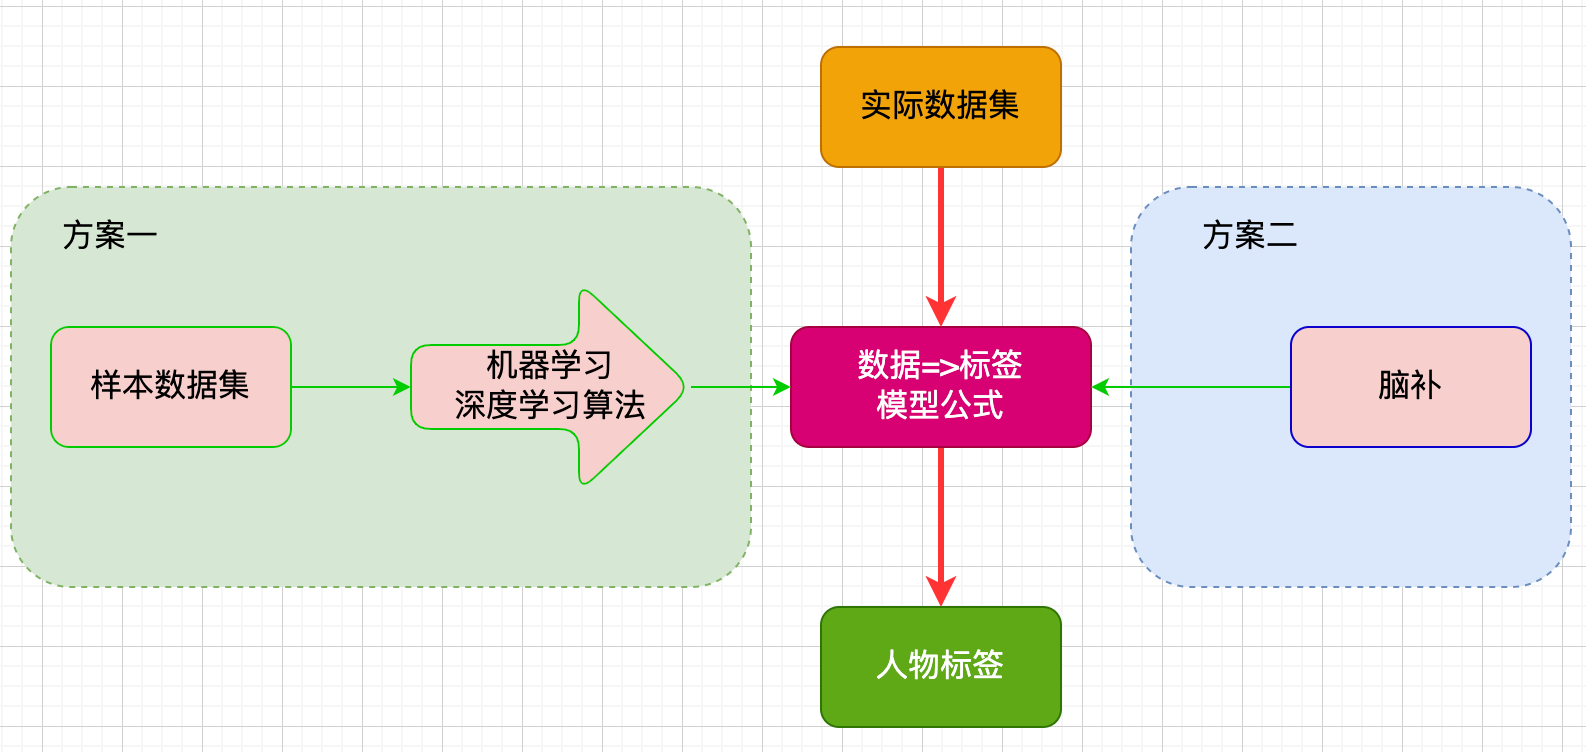 实际数据集
方案一
方案二
样本数据集
机器学习
深度学习算法
数据=>标签
模型公式
脑补
人物标签